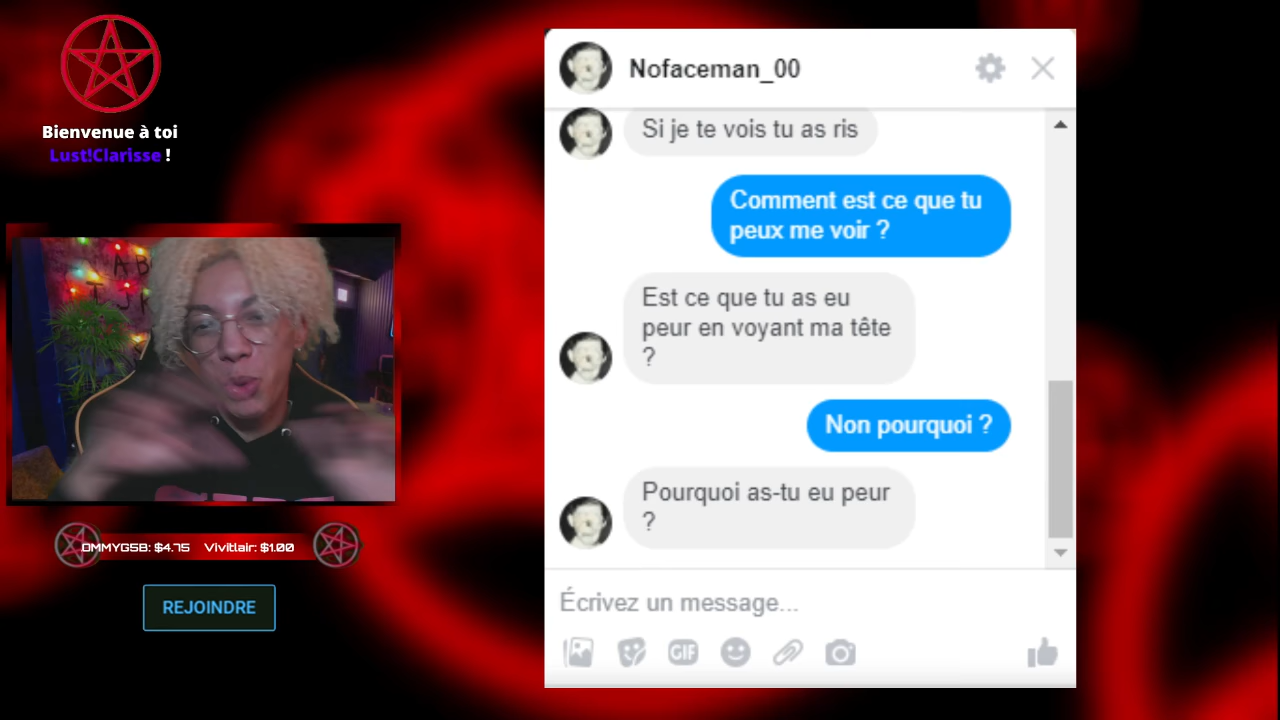 Bienvenue à toi
Lust!Clarisse !
A B
T J K
DMMYG5B: $4.75 Vivitlair: $1.00
REJOINDRE
Nofaceman_00
Si je te vois tu as ris
Comment est ce que tu
peux me voir ?
Est ce que tu as eu
peur en voyant ma tête
?
Non pourquoi ?
Pourquoi as-tu eu peur
?
Écrivez un message...
GIF